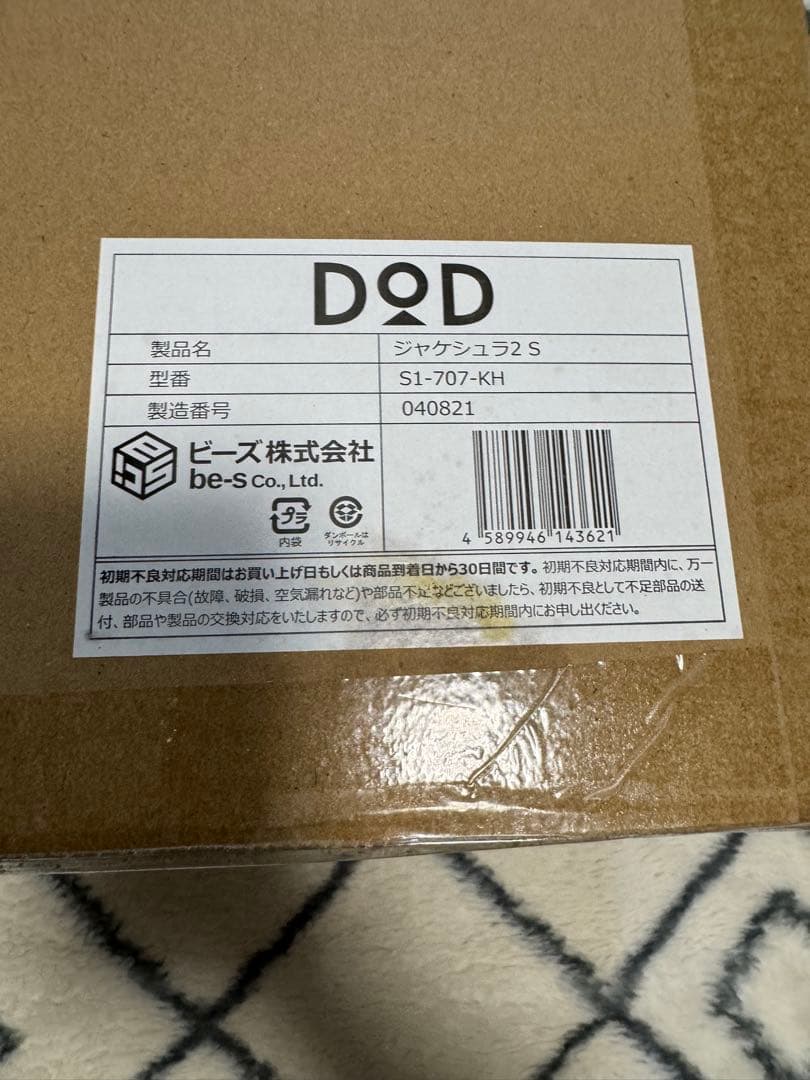 DOD
製品名 ジャケシュラ2 S
型番 S1-707-KH
製造番号 040821
ビーズ株式会社
be-s Co., Ltd.
プラ
内袋
ダンボールは
リサイクル
4 589946 143621
初期不良対応期間はお買い上げ日もしくは商品到着日から30日間です。初期不良対応期間内に、万一
製品の不具合(故障、破損、空気漏れなど)や部品不足などございましたら、初期不良として不足部品の送
付、部品や製品の交換対応をいたしますので、必ず初期不良対応期間内にお申し出ください。